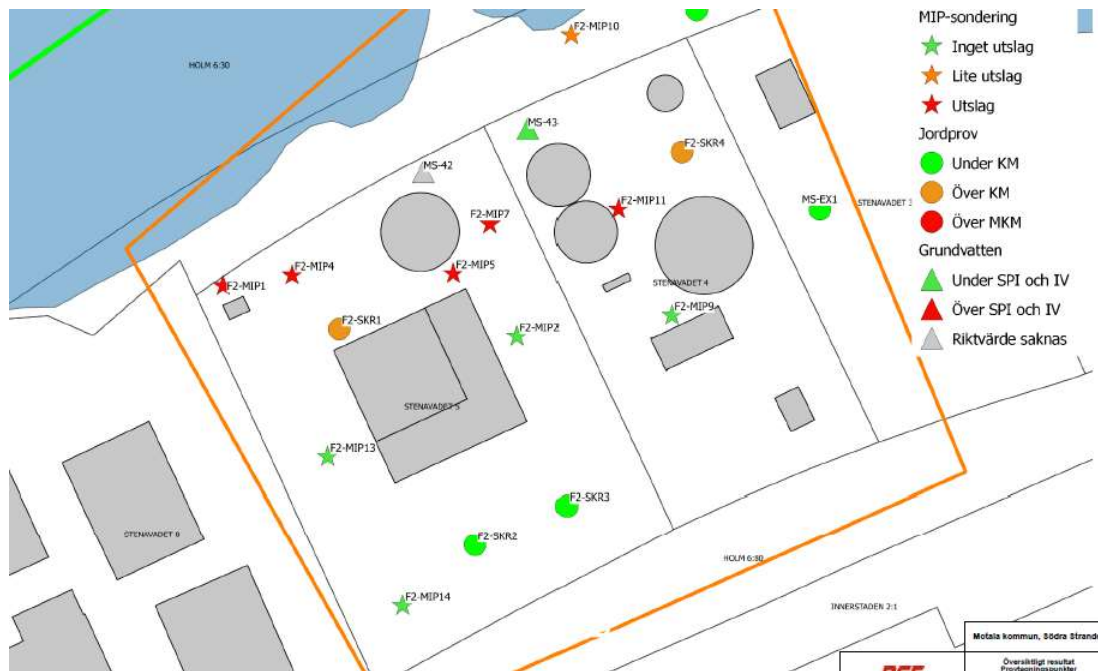 F2-MIP10
HOLM 6:30
MS-43
F2-SKR4
MS-42
F2-MIP7
F2-MIP11
MS-EX1
F2-MIP1
F2-MIP4
F2-MIP5
STENAVADET 4
F2-SKR1
F2-MIP2
F2-MIP9
STENAVADET 5
F2-MIP13
F2-SKR3
STENAVADET 6
F2-SKR2
HOLM 6:80
F2-MIP14
INNERSTADEN 2:1
MIP-sondering
Inget utslag
Lite utslag
Utslag
Jordprov
Under KM
Över KM
STENAVADET 3
Över MKM
Grundvatten
Under SPI och IV
Över SPI och IV
Riktvärde saknas
Motala kommun, Södra
Översiktligt resultat
Provtagningspunkter